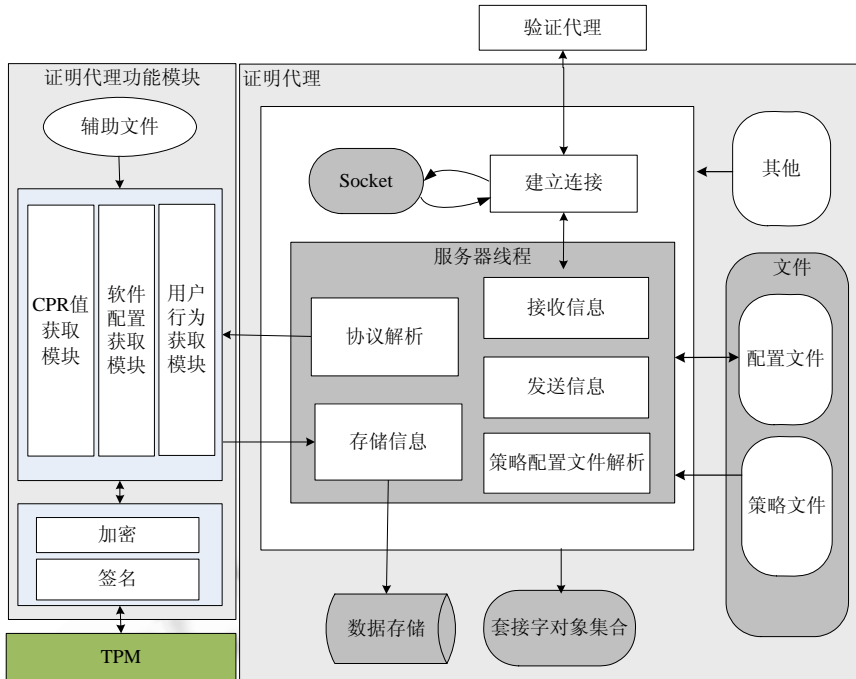 验证代理
证明代理功能模块
证明代理
辅助文件
其他
Socket
建立连接
服务器线程
文件
CPR值
获取
模块
软件
配置
获取
模块
用户
行为
获取
模块
协议解析
接收信息
配置文件
发送信息
存储信息
策略配置文件解析
策略文件
加密
签名
数据存储
套接字对象集合
TPM